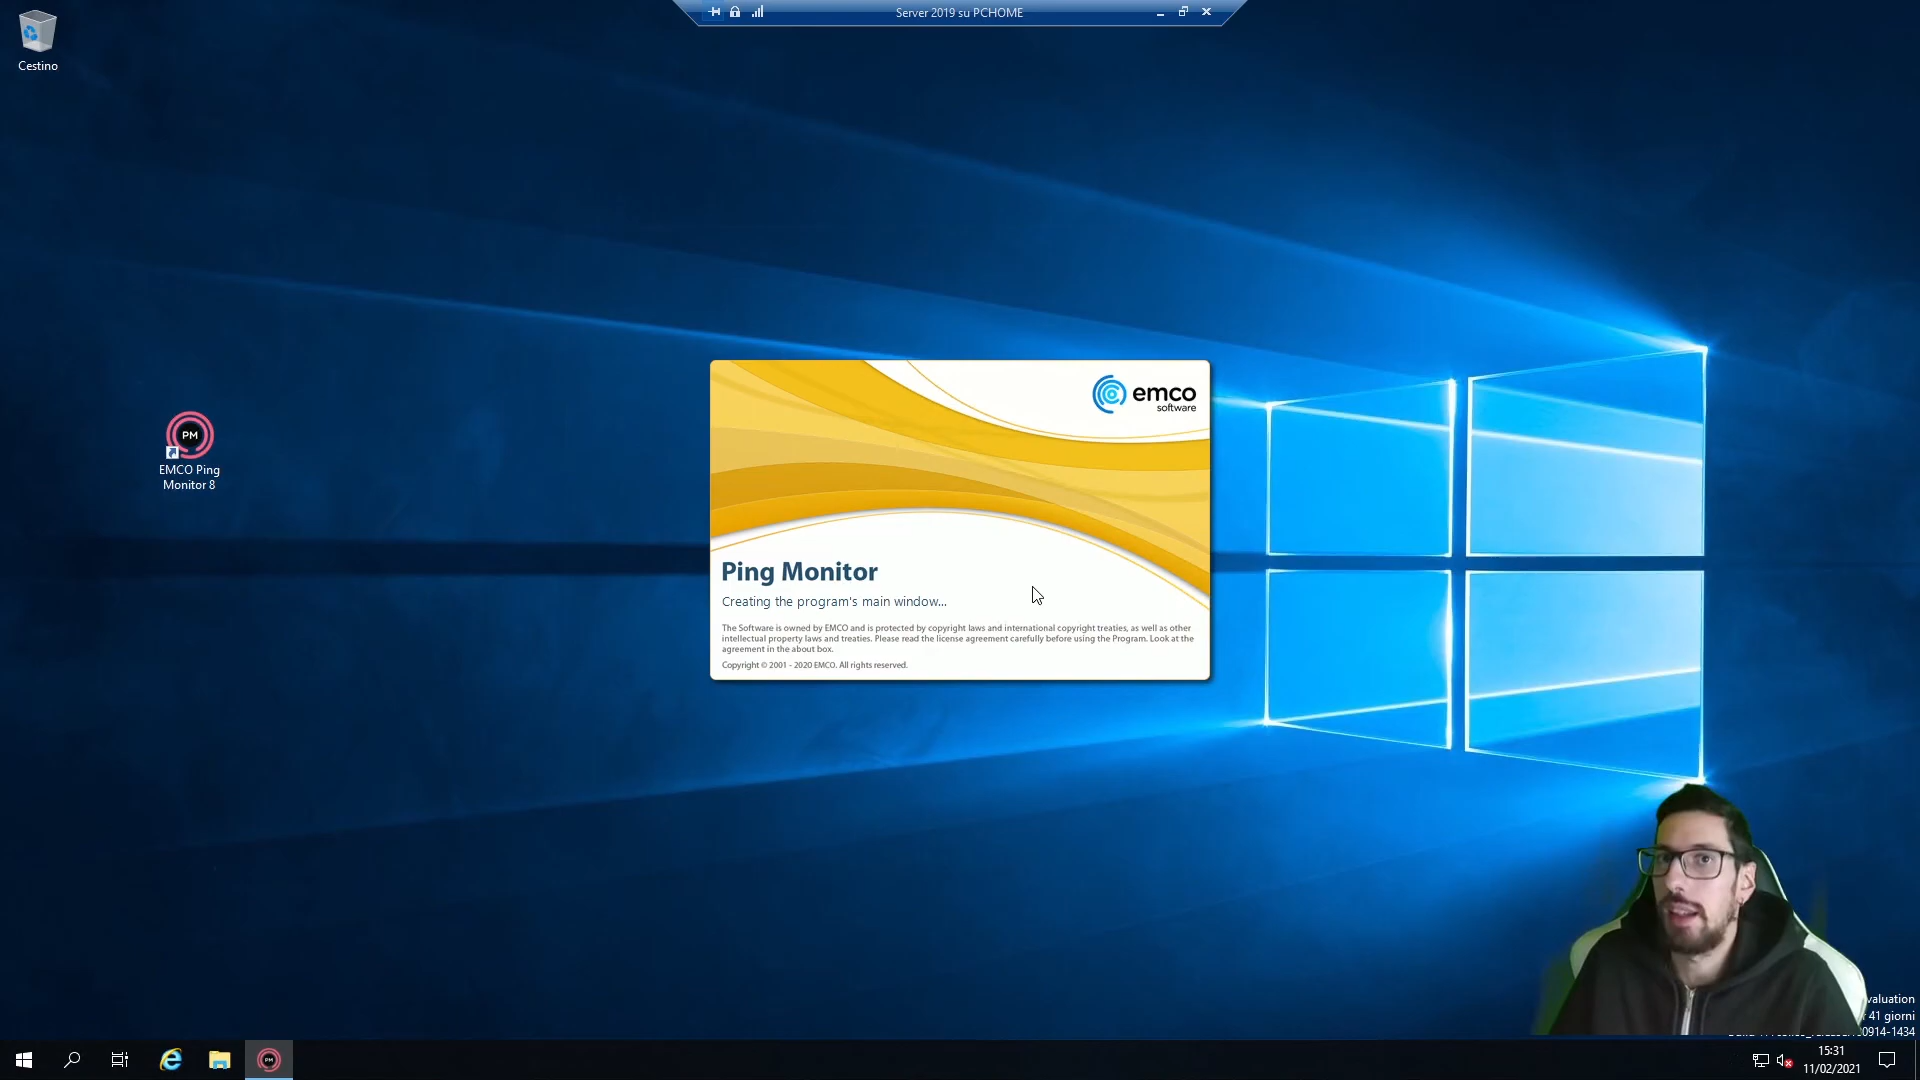 Server 2019 su PCHOME
Cestino
emco
software
PM
EMCO Ping
Monitor 8
Ping Monitor
Creating the program's main window...
The Software is owned by EMCO and is protected by copyright laws and international copyright treaties, as well as other
intellectual property laws and treaties. Please read the license agreement carefully before using the Program. Look at the
agreement in the about box.
Copyright © 2001 - 2020 EMCO. All rights reserved.
valuation
41 giorni
0914-1434
PM
15:31
11/02/2021